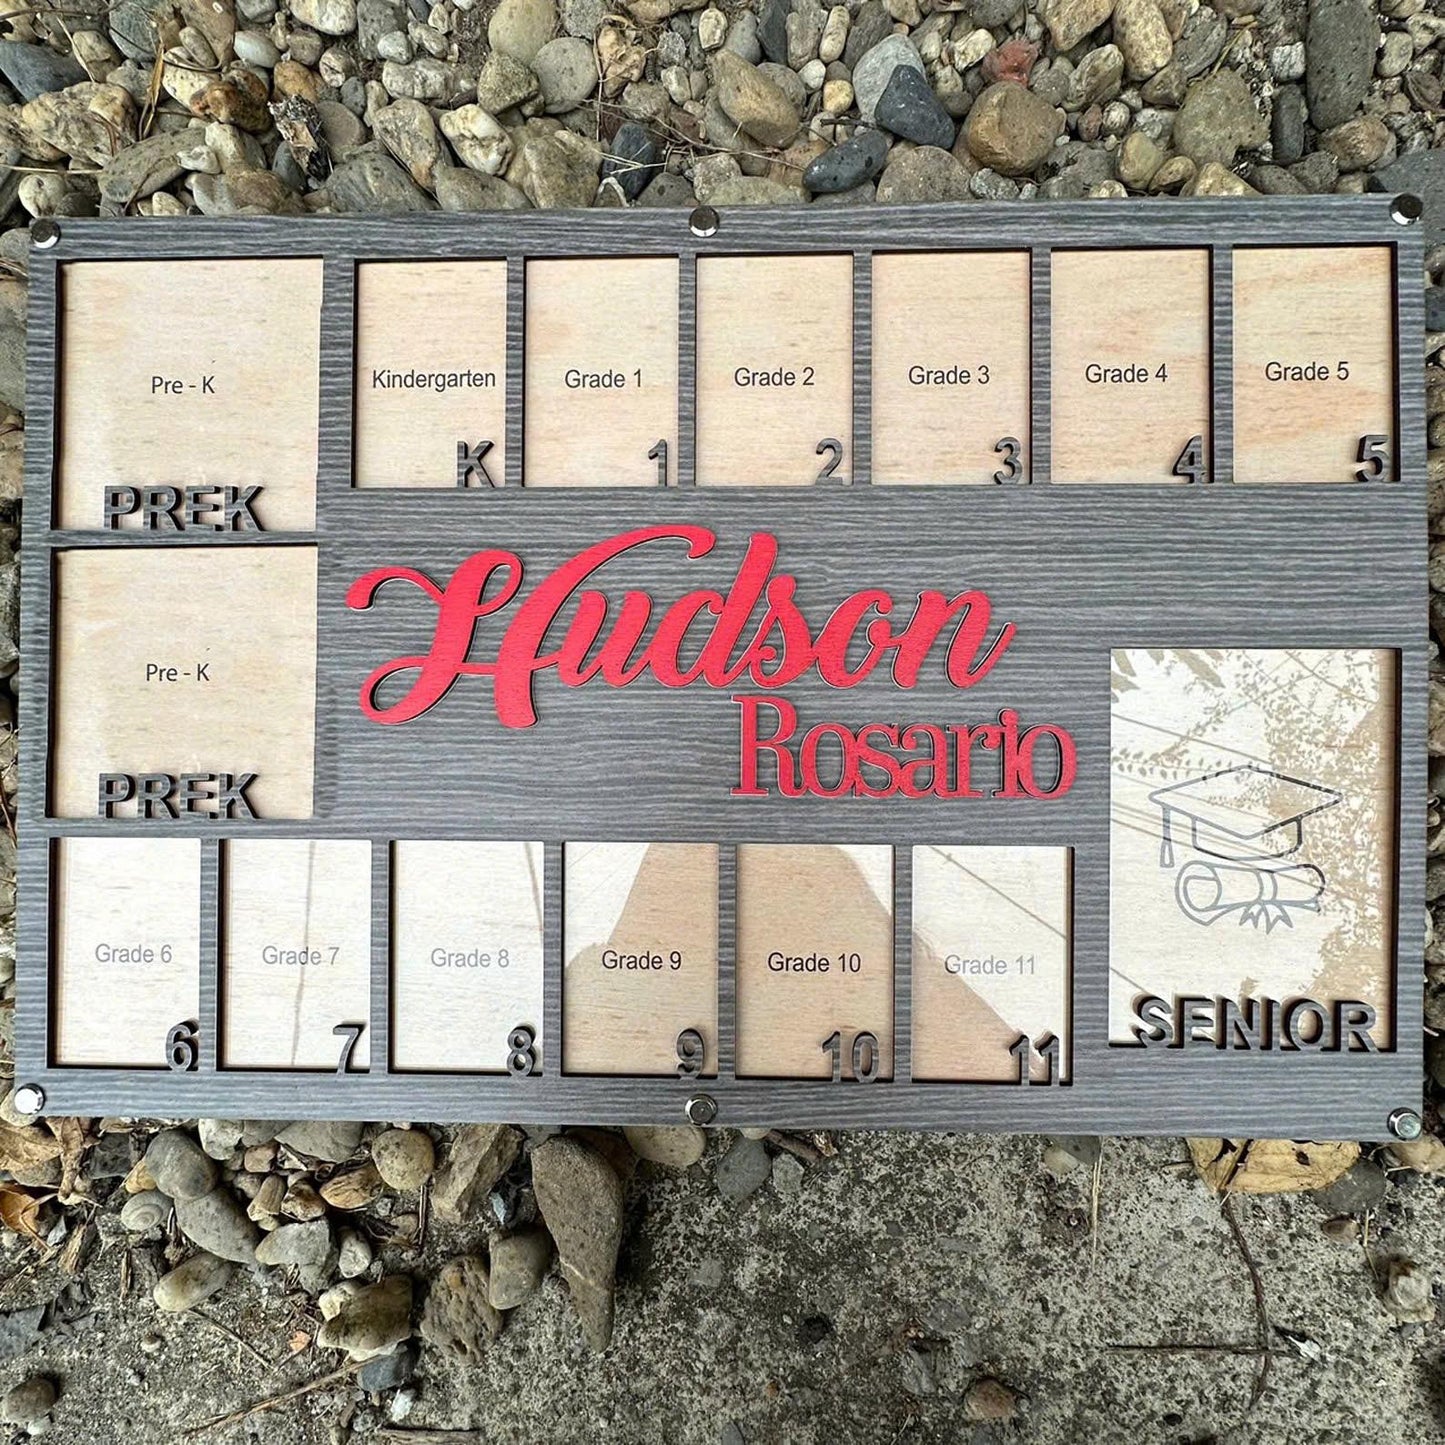 Pre - K
PREK
Kindergarten
K
Grade 1
1
Grade 2
2
Grade 3
3
Grade 4
4
Grade 5
5
Hudson
Rosario
Pre - K
PREK
Grade 6
6
Grade 7
7
Grade 8
8
Grade 9
9
Grade 10
10
Grade 11
11
SENIOR